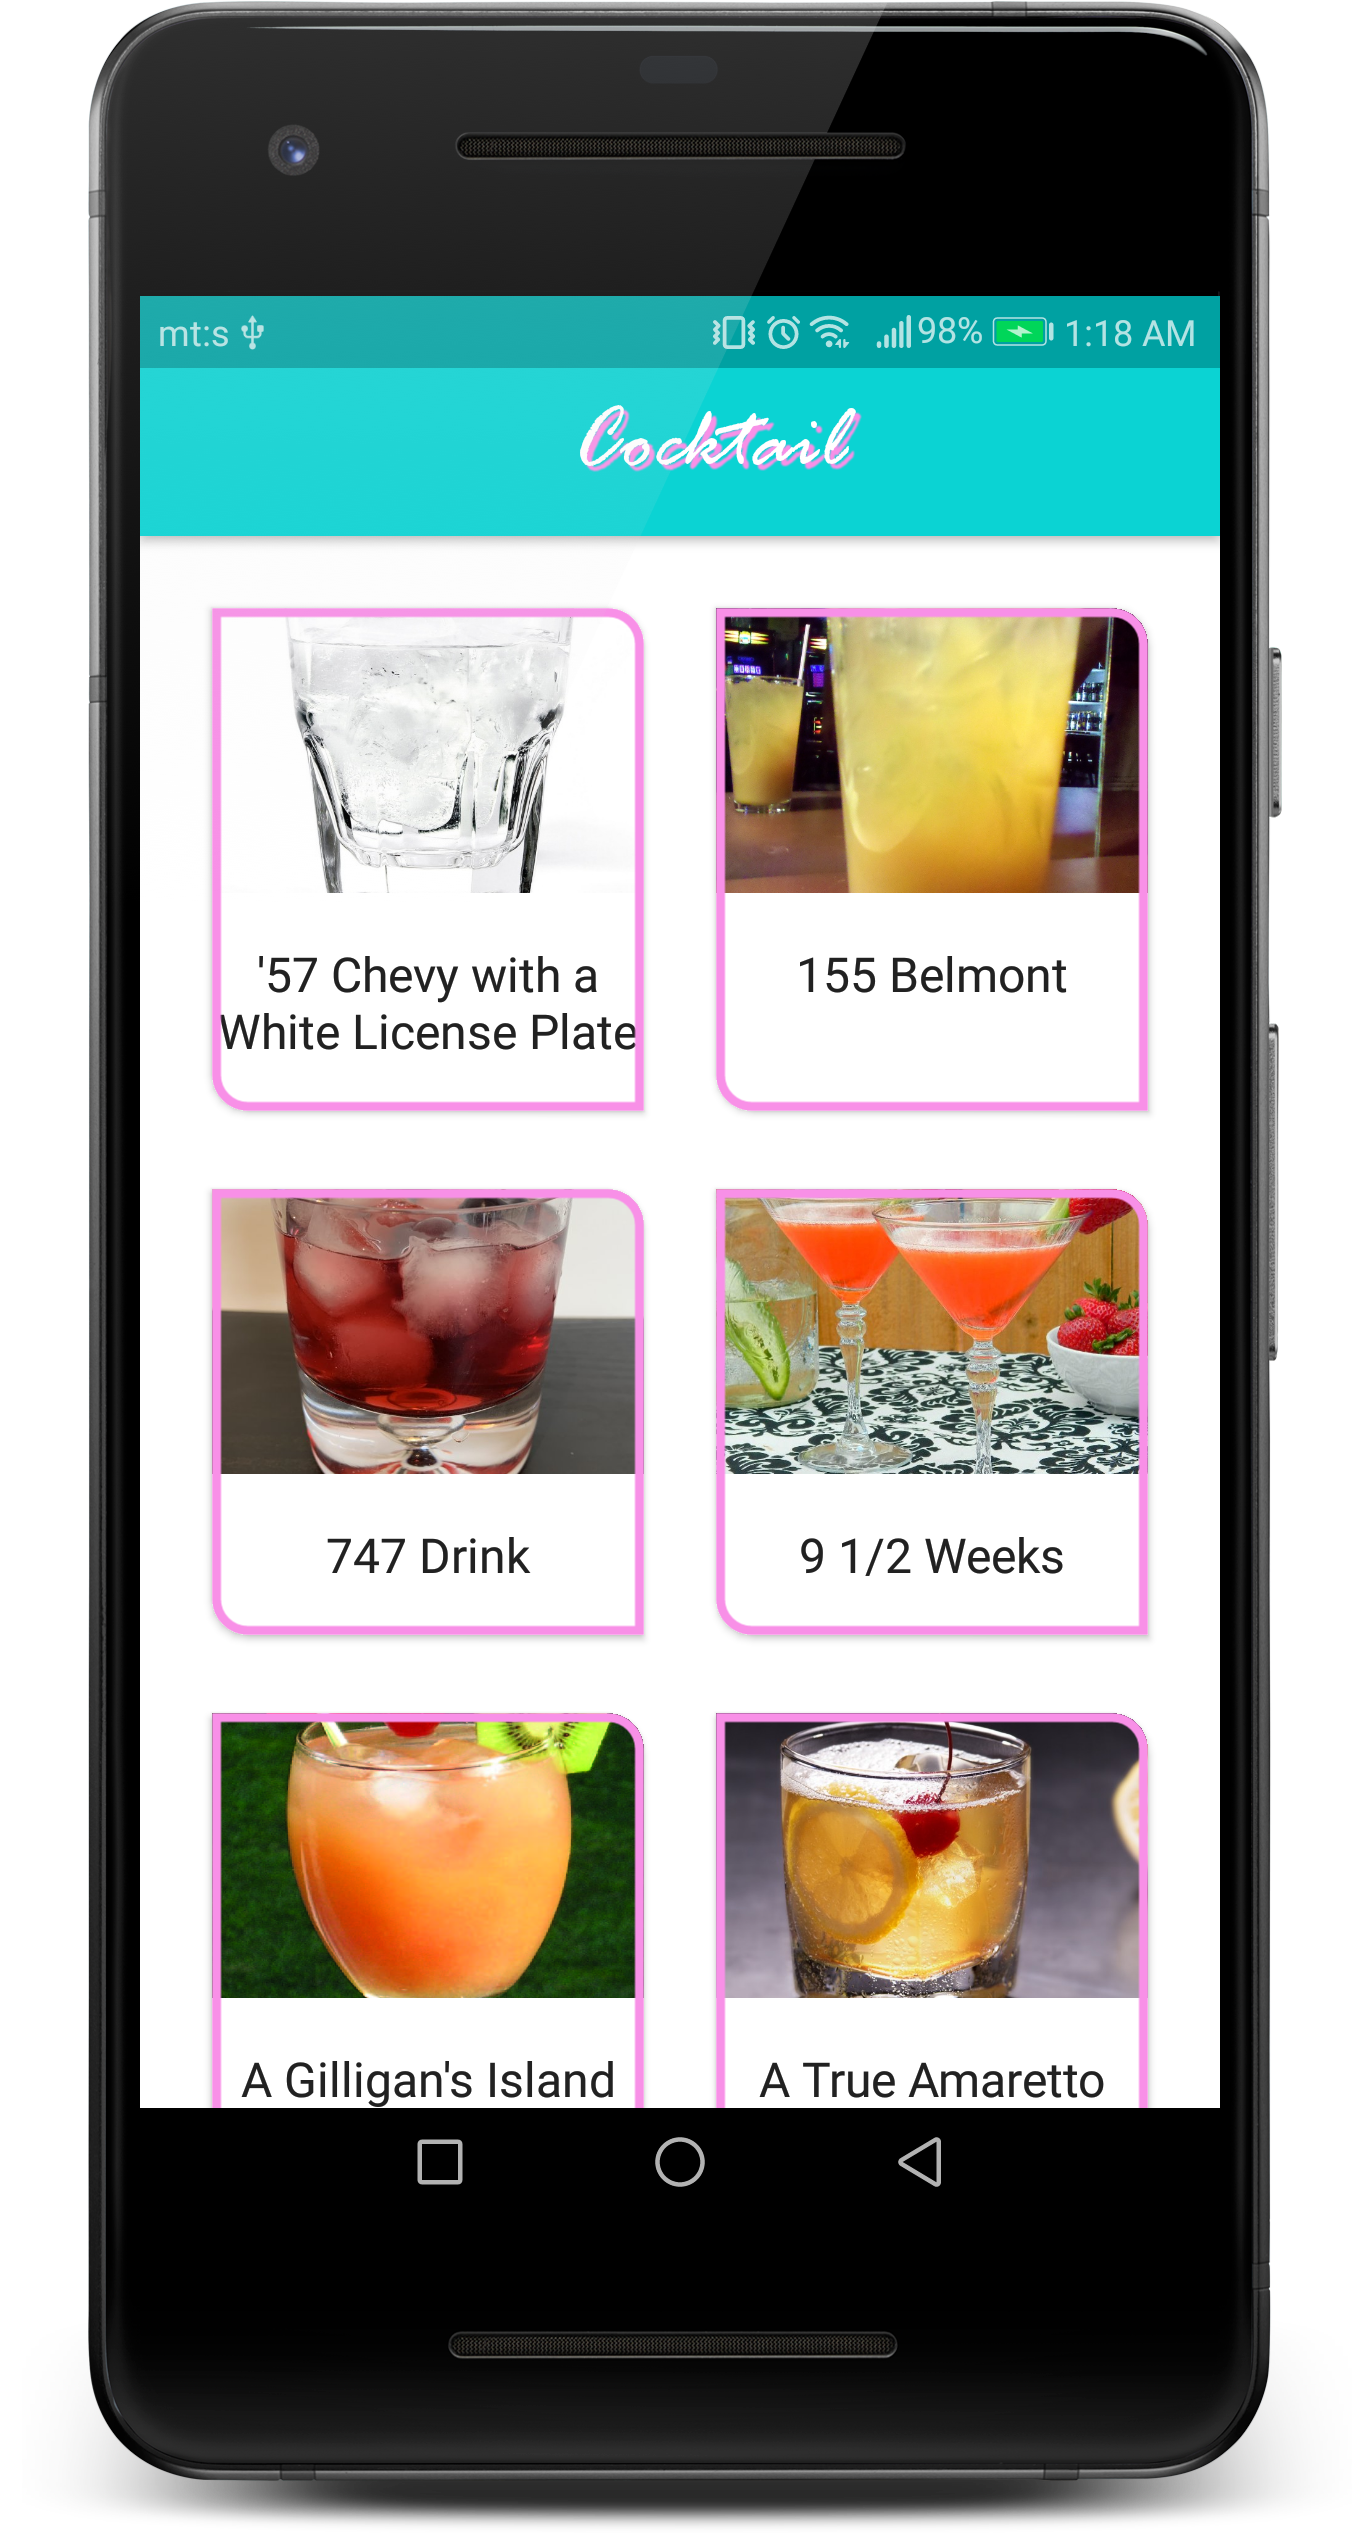 mt:s 98% 1:18 AM
Cocktail
'57 Chevy with a
White License Plate
155 Belmont
747 Drink
9 1/2 Weeks
A Gilligan's Island
A True Amaretto